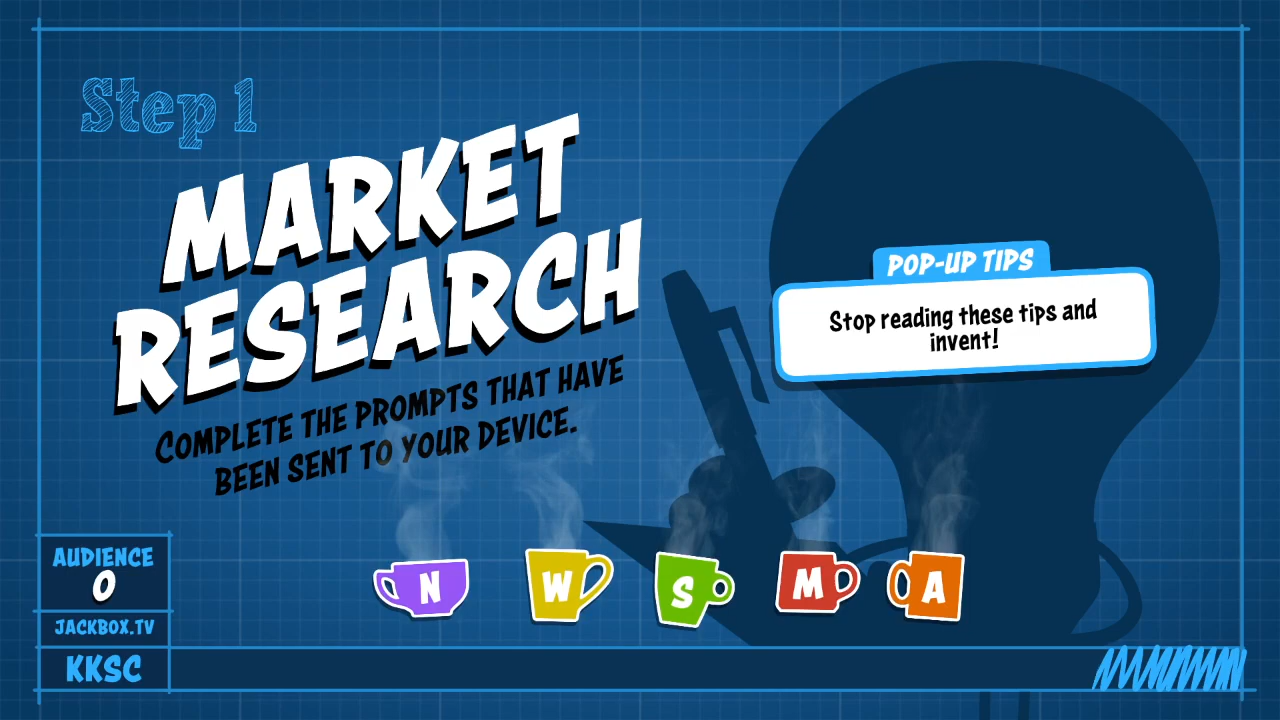 Step 1
MARKET
RESEARCH
COMPLETE THE PROMPTS THAT HAVE
BEEN SENT TO YOUR DEVICE.
POP-UP TIPS
Stop reading these tips and
invent!
N W S M A
AUDIENCE
0
JACKBOX.TV
KKSC